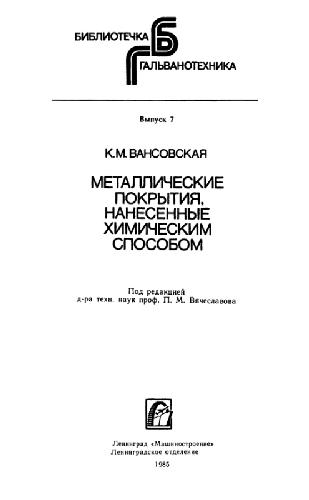 БИБЛИОТЕЧКА
ГАЛЬВАНОТЕХНИКА
Выпуск 7
К.М. ВАНСОВСКАЯ
МЕТАЛЛИЧЕСКИЕ
ПОКРЫТИЯ,
НАНЕСЕННЫЕ
ХИМИЧЕСКИМ
СПОСОБОМ
Под редакцией
д-ра техн. наук проф. П. М. Вячеславова
Ленинград «Машиностроение»
Ленинградское отделение
1985